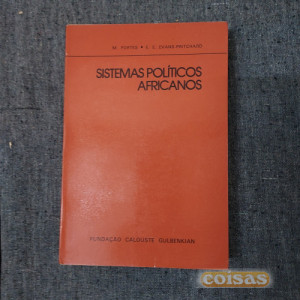 M. FORTES • E. E. EVANS-PRITCHARD
SISTEMAS POLÍTICOS
AFRICANOS
FUNDAÇÃO CALOUSTE GULBENKIAN
coisas